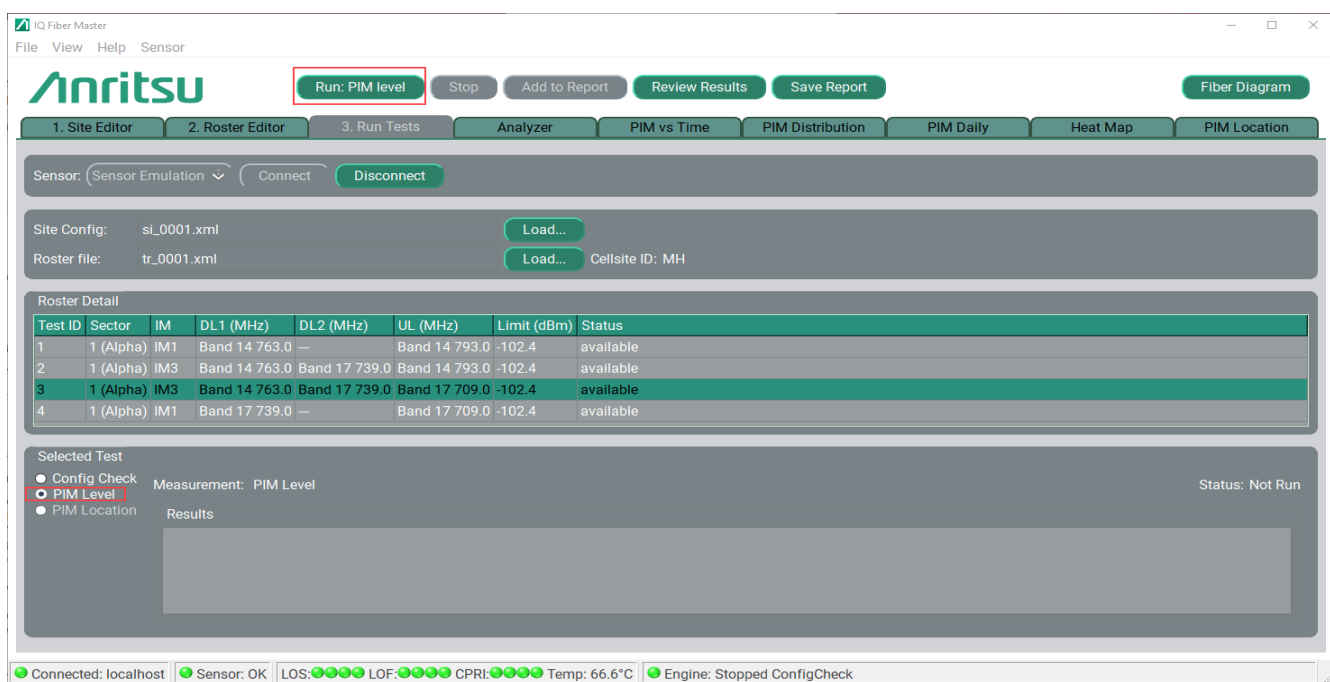 IQ Fiber Master
File View Help Sensor
Anritsu
Run: PIM level Stop Add to Report Review Results Save Report Fiber Diagram
1. Site Editor 2. Roster Editor 3. Run Tests Analyzer PIM vs Time PIM Distribution PIM Daily Heat Map PIM Location
Sensor: Sensor Emulation Connect Disconnect
Site Config: si_0001.xml Load...
Roster file: tr_0001.xml Load... Cellsite ID: MH
Roster Detail
Test ID Sector IM DL1 (MHz) DL2 (MHz) UL (MHz) Limit (dBm) Status
1 1 (Alpha) IM1 Band 14 763.0 --- Band 14 793.0 -102.4 available
2 1 (Alpha) IM3 Band 14 763.0 Band 17 739.0 Band 14 793.0 -102.4 available
3 1 (Alpha) IM3 Band 14 763.0 Band 17 739.0 Band 17 709.0 -102.4 available
4 1 (Alpha) IM1 Band 17 739.0 --- Band 17 709.0 -102.4 available
Selected Test
Config Check
PIM Level
PIM Location
Measurement: PIM Level Status: Not Run
Results
Connected: localhost Sensor: OK LOS: LOF: CPRI: Temp: 66.6°C Engine: Stopped ConfigCheck